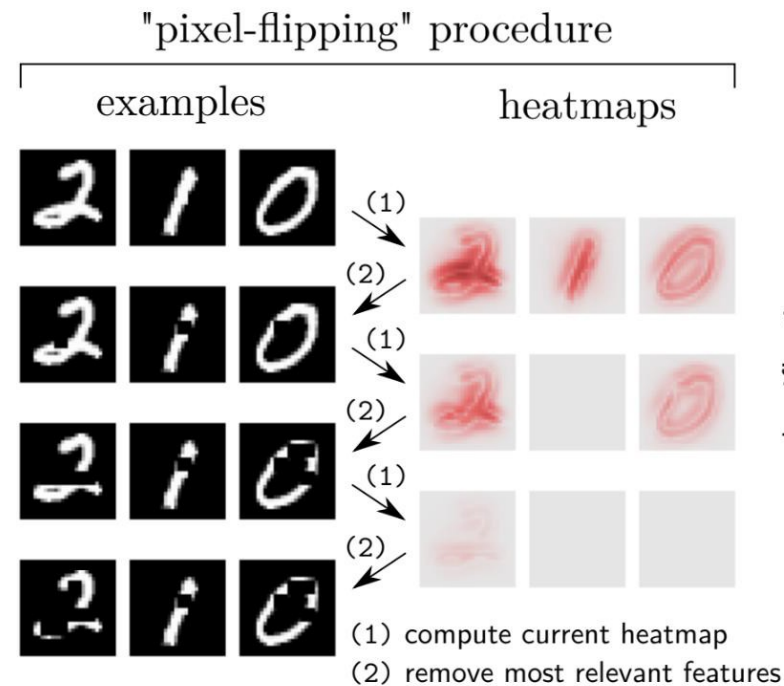 "pixel-flipping" procedure
examples heatmaps
(1)
(2)
(1)
(2)
(1)
(2)
(1) compute current heatmap
(2) remove most relevant features